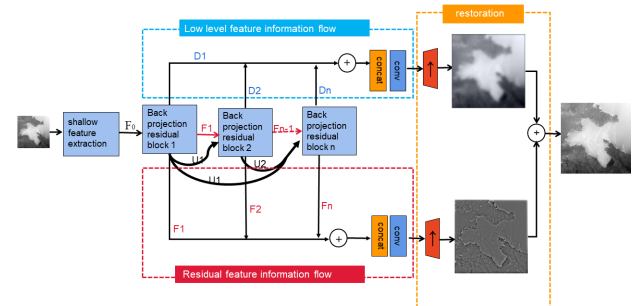 restoration
Low level feature information flow
D1
D2
Dn
concat
conv
shallow
feature
extraction
F0
Back
projection
residual
block 1
F1
Back
projection
residual
block 2
Fn-1
Back
projection
residual
block n
U1
U2
U1
F1
F2
Fn
concat
conv
Residual feature information flow